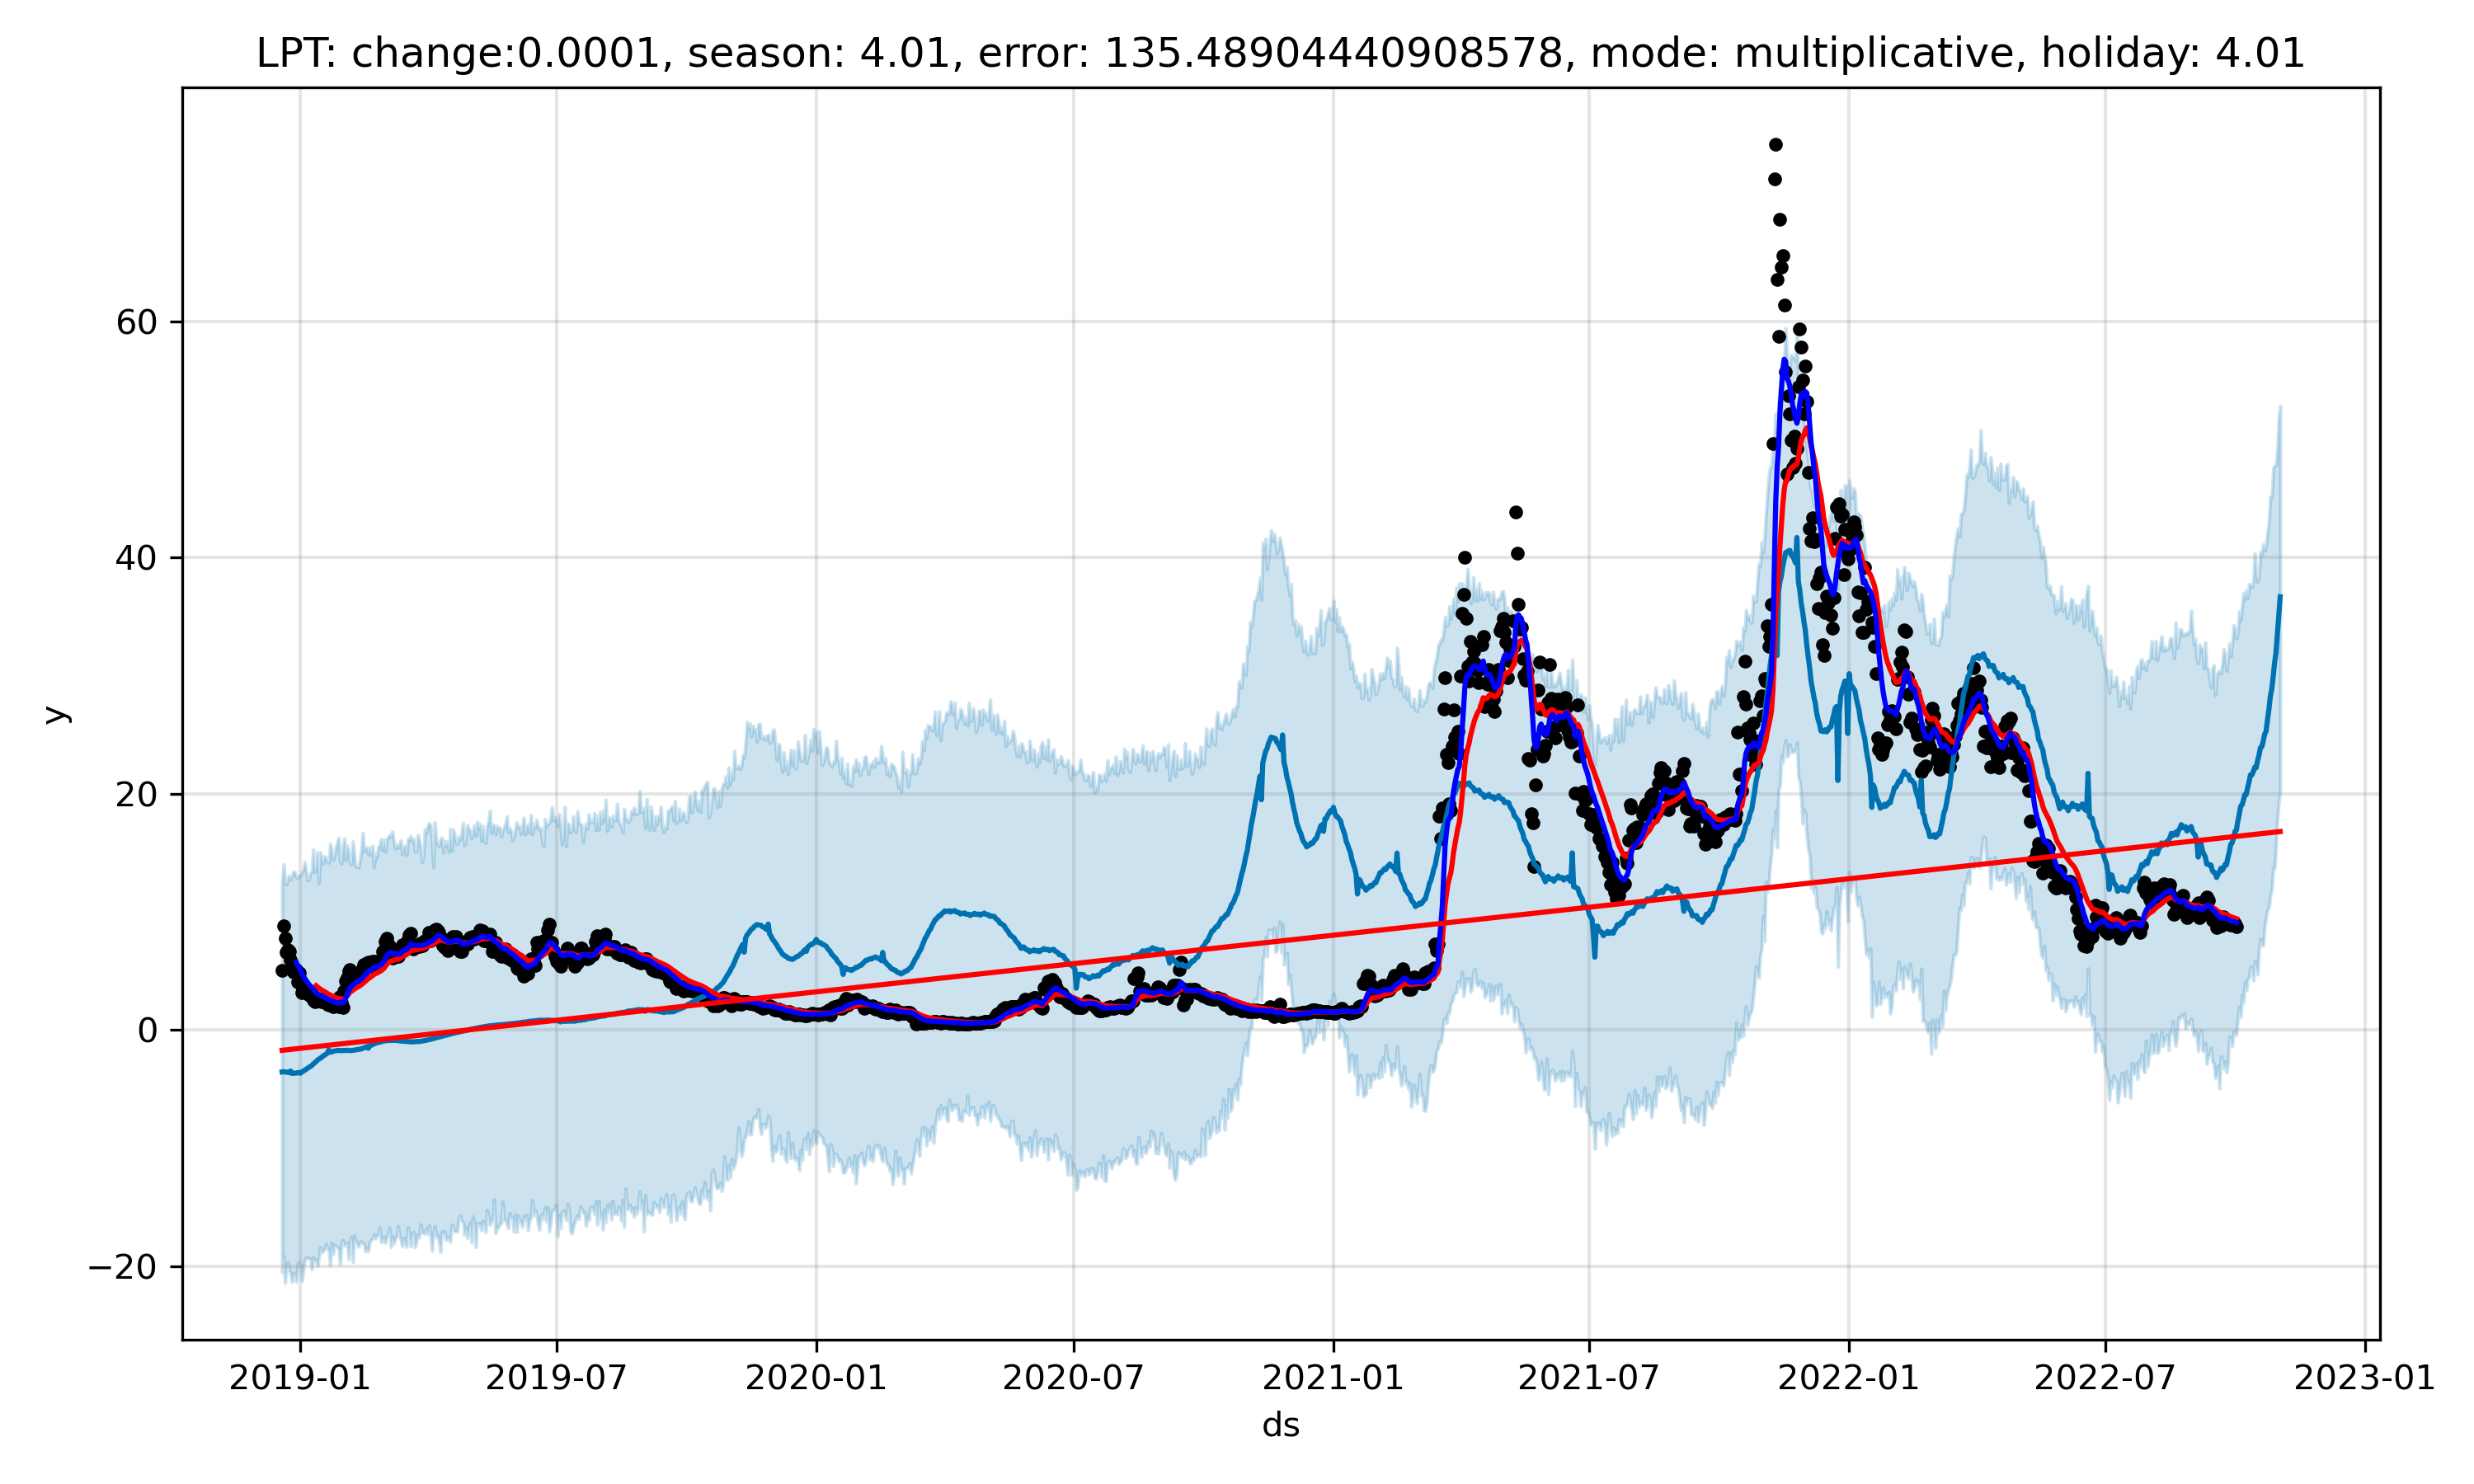 LPT: change:0.0001, season: 4.01, error: 135.48904440908578, mode: multiplicative, holiday: 4.01
60
40
20
0
−20
y
2019-01 2019-07 2020-01 2020-07 2021-01 2021-07 2022-01 2022-07 2023-01
ds